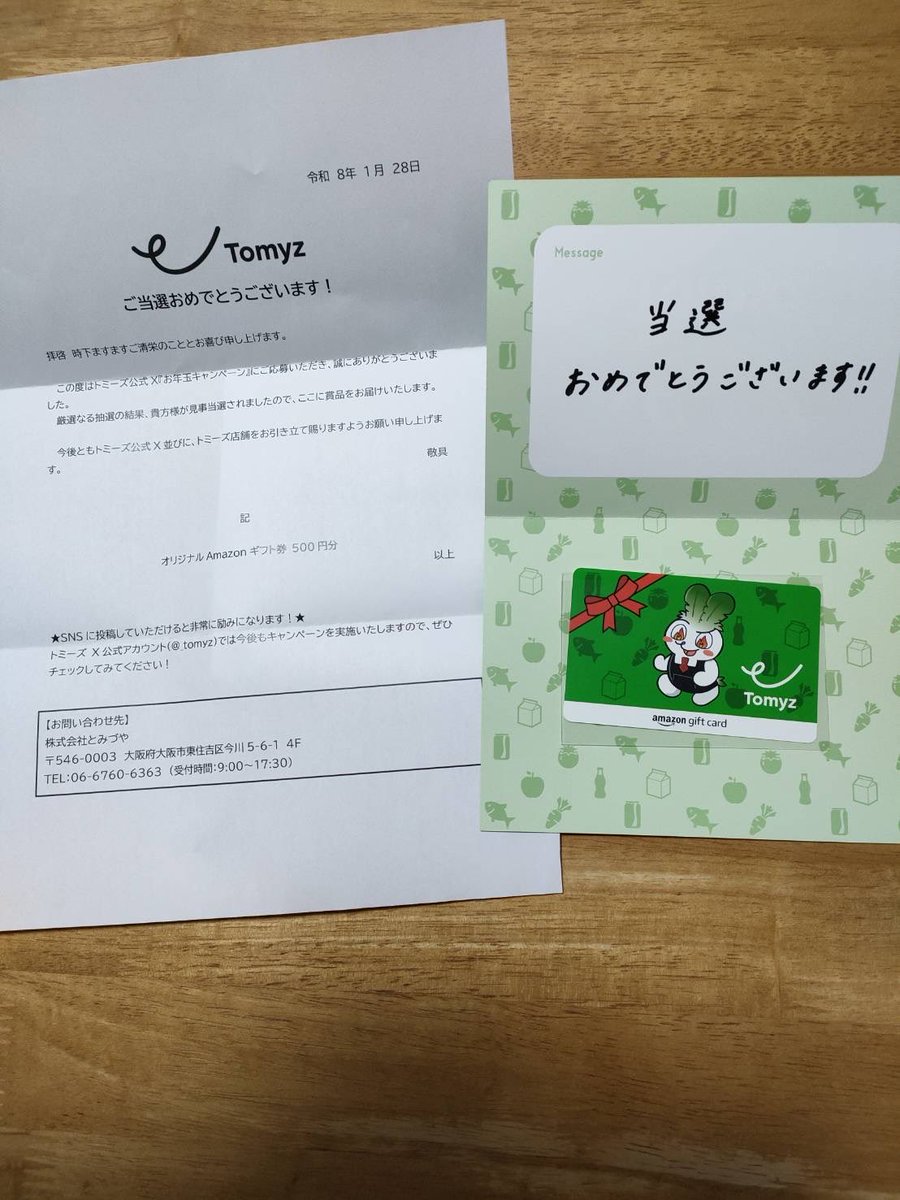 令和 8年 1月 28日
Tomyz
ご当選おめでとうございます！
拝啓 時下ますますご清栄のこととお喜び申し上げます。
この度はトミーズ公式X『お年玉キャンペーン』にご応募いただき、誠にありがとうございま
した。
厳選なる抽選の結果、貴方様が見事当選されましたので、ここに賞品をお届けいたします。
今後ともトミーズ公式X並びに、トミーズ店舗をお引き立て賜りますようお願い申し上げま
す。
敬具
記
オリジナルAmazon ギフト券 500円分
以上
★SNSに投稿していただけると非常に励みになります！★
トミーズ X公式アカウント(@_tomyz)では今後もキャンペーンを実施いたしますので、ぜひ
チェックしてみてください！
【お問い合わせ先】
株式会社とみづや
〒546-0003 大阪府大阪市東住吉区今川5-6-1 4F
TEL:06-6760-6363（受付時間:9:00～17:30）
Message
当選
おめでとうございます!!
Tomyz
amazon gift card